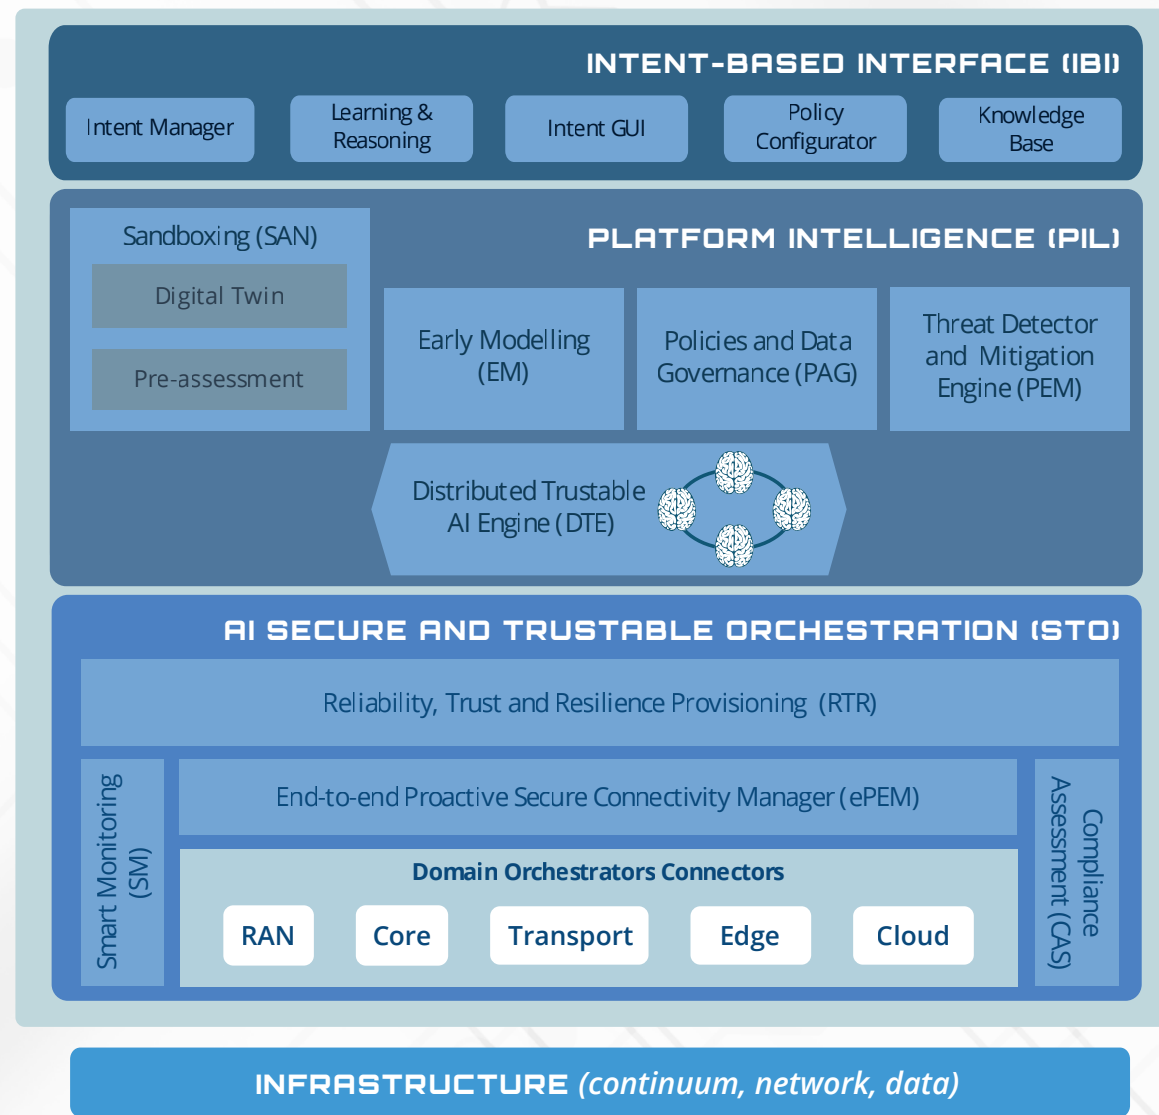 INTENT-BASED INTERFACE (IBI)
Intent Manager
Learning &
Reasoning
Intent GUI
Policy
Configurator
Knowledge
Base
PLATFORM INTELLIGENCE (PIL)
Sandboxing (SAN)
Digital Twin
Pre-assessment
Early Modelling
(EM)
Policies and Data
Governance (PAG)
Threat Detector
and Mitigation
Engine (PEM)
Distributed Trustable
AI Engine (DTE)
AI SECURE AND TRUSTABLE ORCHESTRATION (STO)
Reliability, Trust and Resilience Provisioning (RTR)
Smart Monitoring
(SM)
End-to-end Proactive Secure Connectivity Manager (ePEM)
Domain Orchestrators Connectors
RAN
Core
Transport
Edge
Cloud
Compliance
Assessment (CAS)
INFRASTRUCTURE (continuum, network, data)